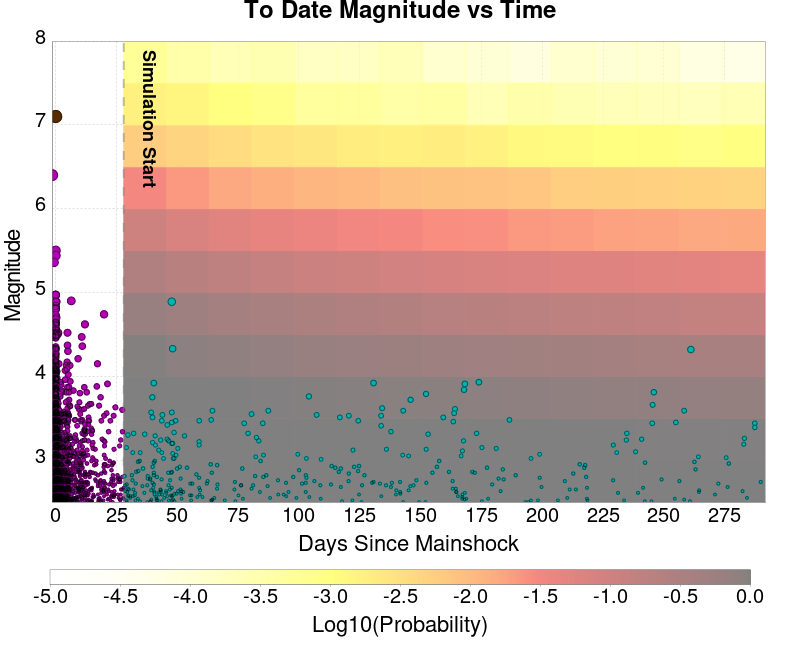 To Date Magnitude vs Time
8
7
6
5
4
3
Magnitude
Simulation Start
0 25 50 75 100 125 150 175 200 225 250 275
Days Since Mainshock
-5.0 -4.5 -4.0 -3.5 -3.0 -2.5 -2.0 -1.5 -1.0 -0.5 0.0
Log10(Probability)